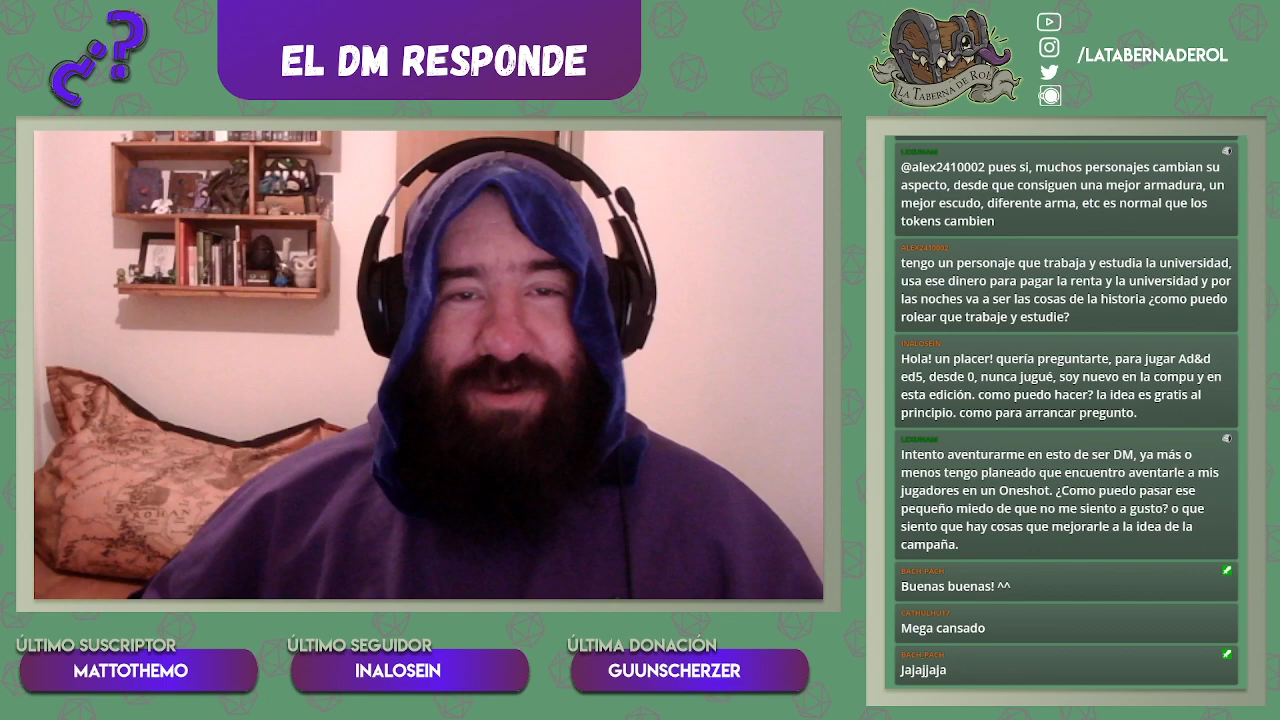 EL DM RESPONDE
LA TABERNA DE ROL
/LATABERNADEROL
LEXUNAM
@alex2410002 pues si, muchos personajes cambian su
aspecto, desde que consiguen una mejor armadura, un
mejor escudo, diferente arma, etc es normal que los
tokens cambien
ALEX2410002
tengo un personaje que trabaja y estudia la universidad,
usa ese dinero para pagar la renta y la universidad y por
las noches va a ser las cosas de la historia ¿como puedo
rolear que trabaje y estudie?
INALOSEIN
Hola! un placer! quería preguntarte, para jugar Ad&d
ed5, desde 0, nunca jugué, soy nuevo en la compu y en
esta edición. como puedo hacer? la idea es gratis al
principio. como para arrancar pregunto.
LEXUNAM
Intento aventurarme en esto de ser DM, ya más o
menos tengo planeado que encuentro aventarle a mis
jugadores en un Oneshot. ¿Como puedo pasar ese
pequeño miedo de que no me siento a gusto? o que
siento que hay cosas que mejorarle a la idea de la
campaña.
BACH_PACH
Buenas buenas! ^^
CATHULHU17
Mega cansado
BACH_PACH
Jajajjaja
ROHAN
ÚLTIMO SUSCRIPTOR
MATTOTHEMO
ÚLTIMO SEGUIDOR
INALOSEIN
ÚLTIMA DONACIÓN
GUUNSCHERZER